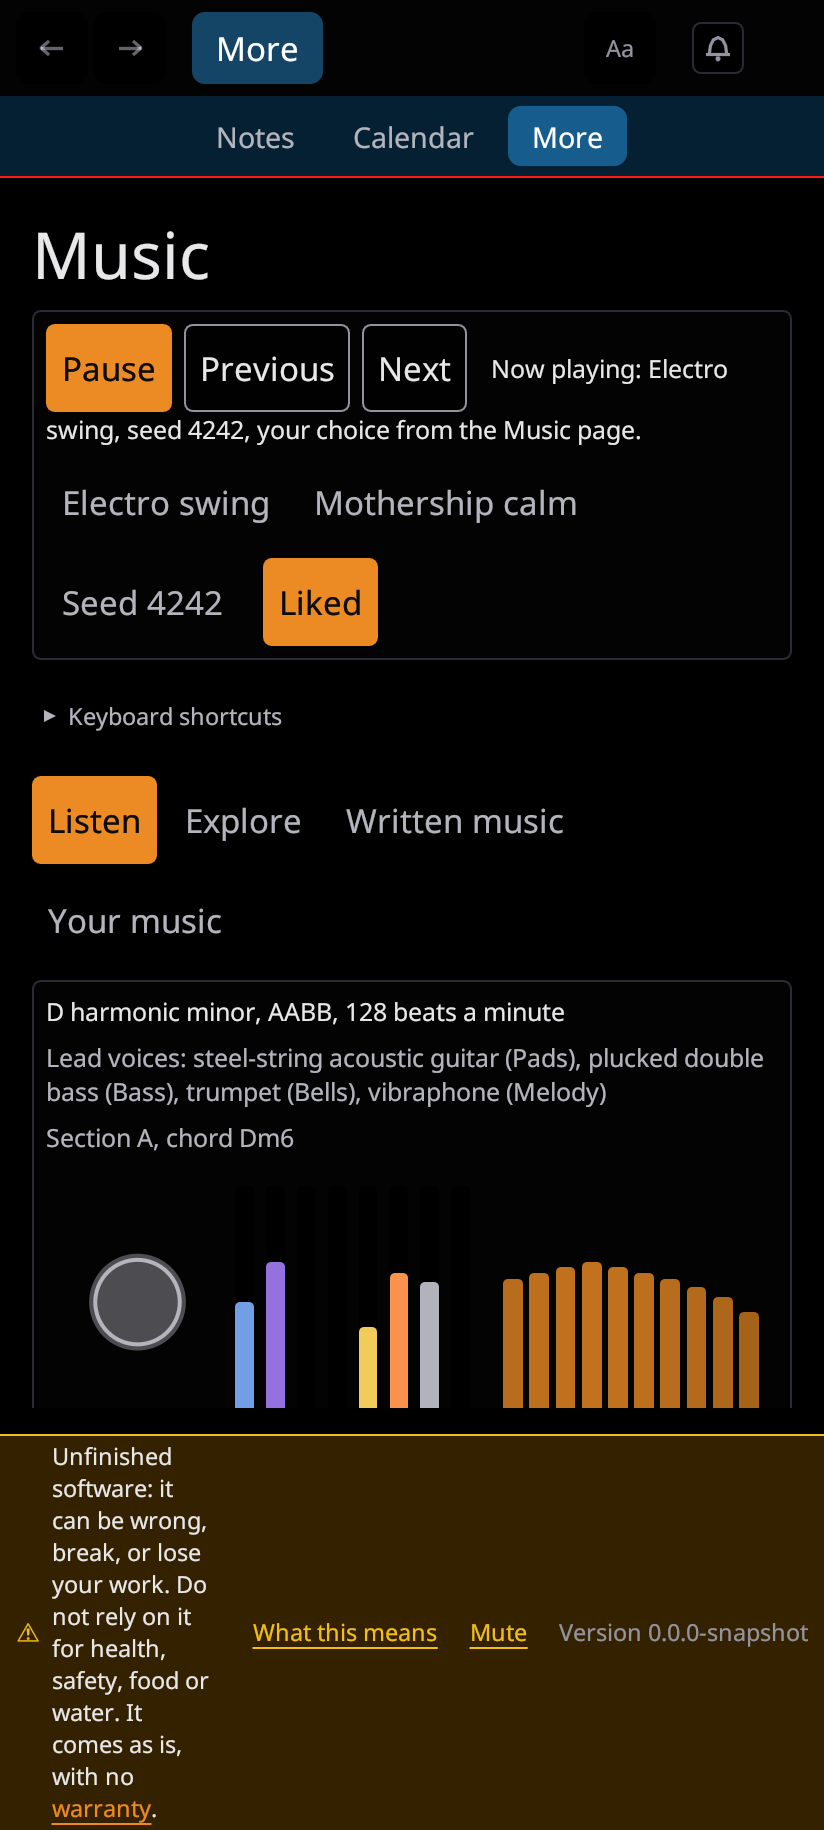 ← → More Aa
Notes Calendar More
Music
Pause Previous Next Now playing: Electro
swing, seed 4242, your choice from the Music page.
Electro swing Mothership calm
Seed 4242 Liked
Keyboard shortcuts
Listen Explore Written music
Your music
D harmonic minor, AABB, 128 beats a minute
Lead voices: steel-string acoustic guitar (Pads), plucked double
bass (Bass), trumpet (Bells), vibraphone (Melody)
Section A, chord Dm6
Unfinished
software: it
can be wrong,
break, or lose
your work. Do
not rely on it
for health,
safety, food or
water. It
comes as is,
with no
warranty.
What this means Mute Version 0.0.0-snapshot